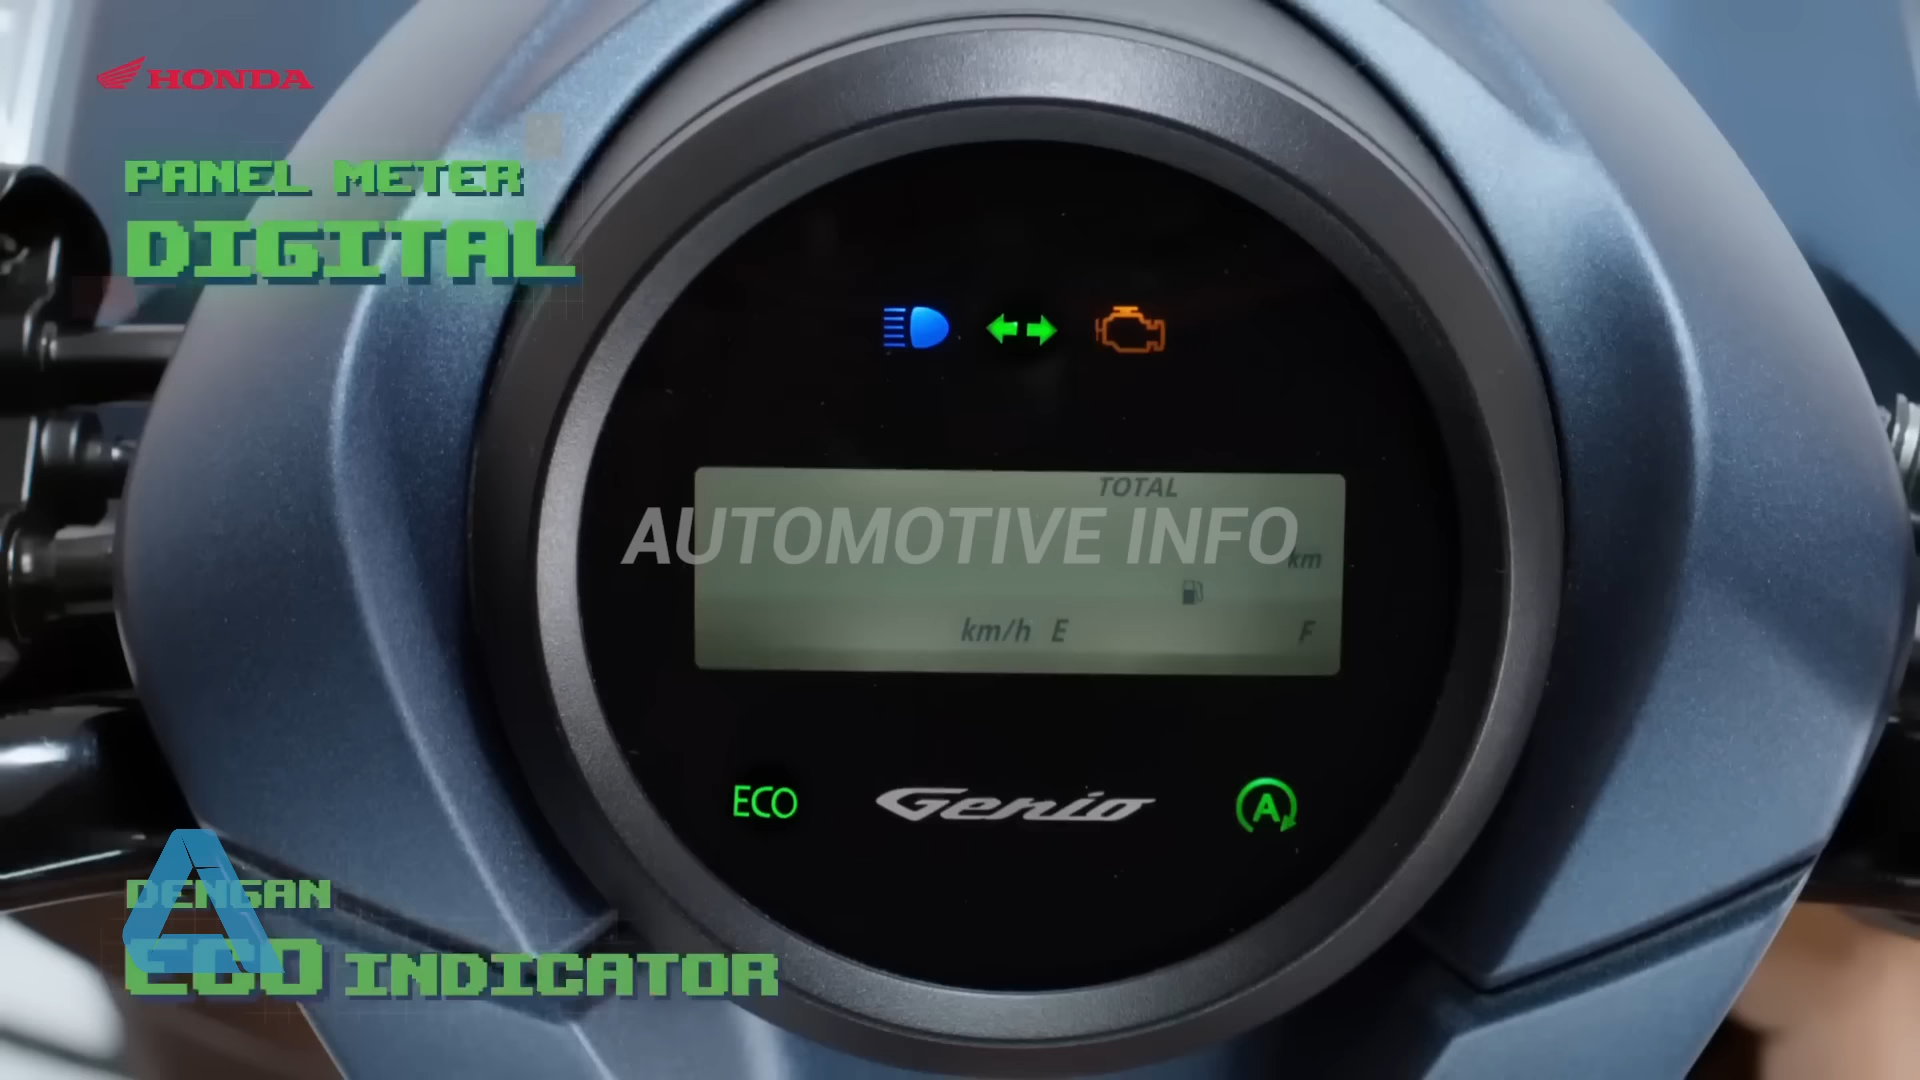 HONDA
PANEL METER
DIGITAL
TOTAL
AUTOMOTIVE INFO
km
km/h E F
ECO Genio A
DENGAN
ECO INDICATOR